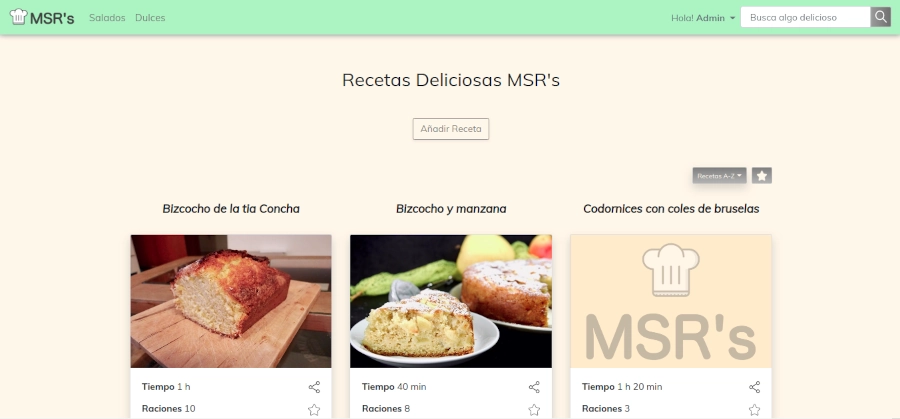 MSR's Salados Dulces Hola! Admin Busca algo delicioso
Recetas Deliciosas MSR's
Añadir Receta
Recetas A-Z
Bizcocho de la tia Concha Bizcocho y manzana Codornices con coles de bruselas
MSR's
Tiempo 1 h Tiempo 40 min Tiempo 1 h 20 min
Raciones 10 Raciones 8 Raciones 3